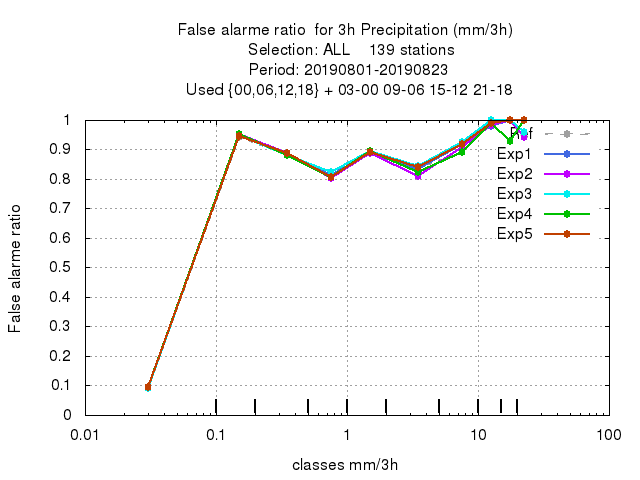 False alarme ratio  for 3h Precipitation (mm/3h)
Selection: ALL    139 stations
Period: 20190801-20190823
Used {00,06,12,18} + 03-00 09-06 15-12 21-18
1
0.9
0.8
0.7
0.6
0.5
0.4
0.3
0.2
0.1
0
False alarme ratio
Exp1
Exp2
Exp3
Exp4
Exp5
0.01
0.1
1
10
100
classes mm/3h